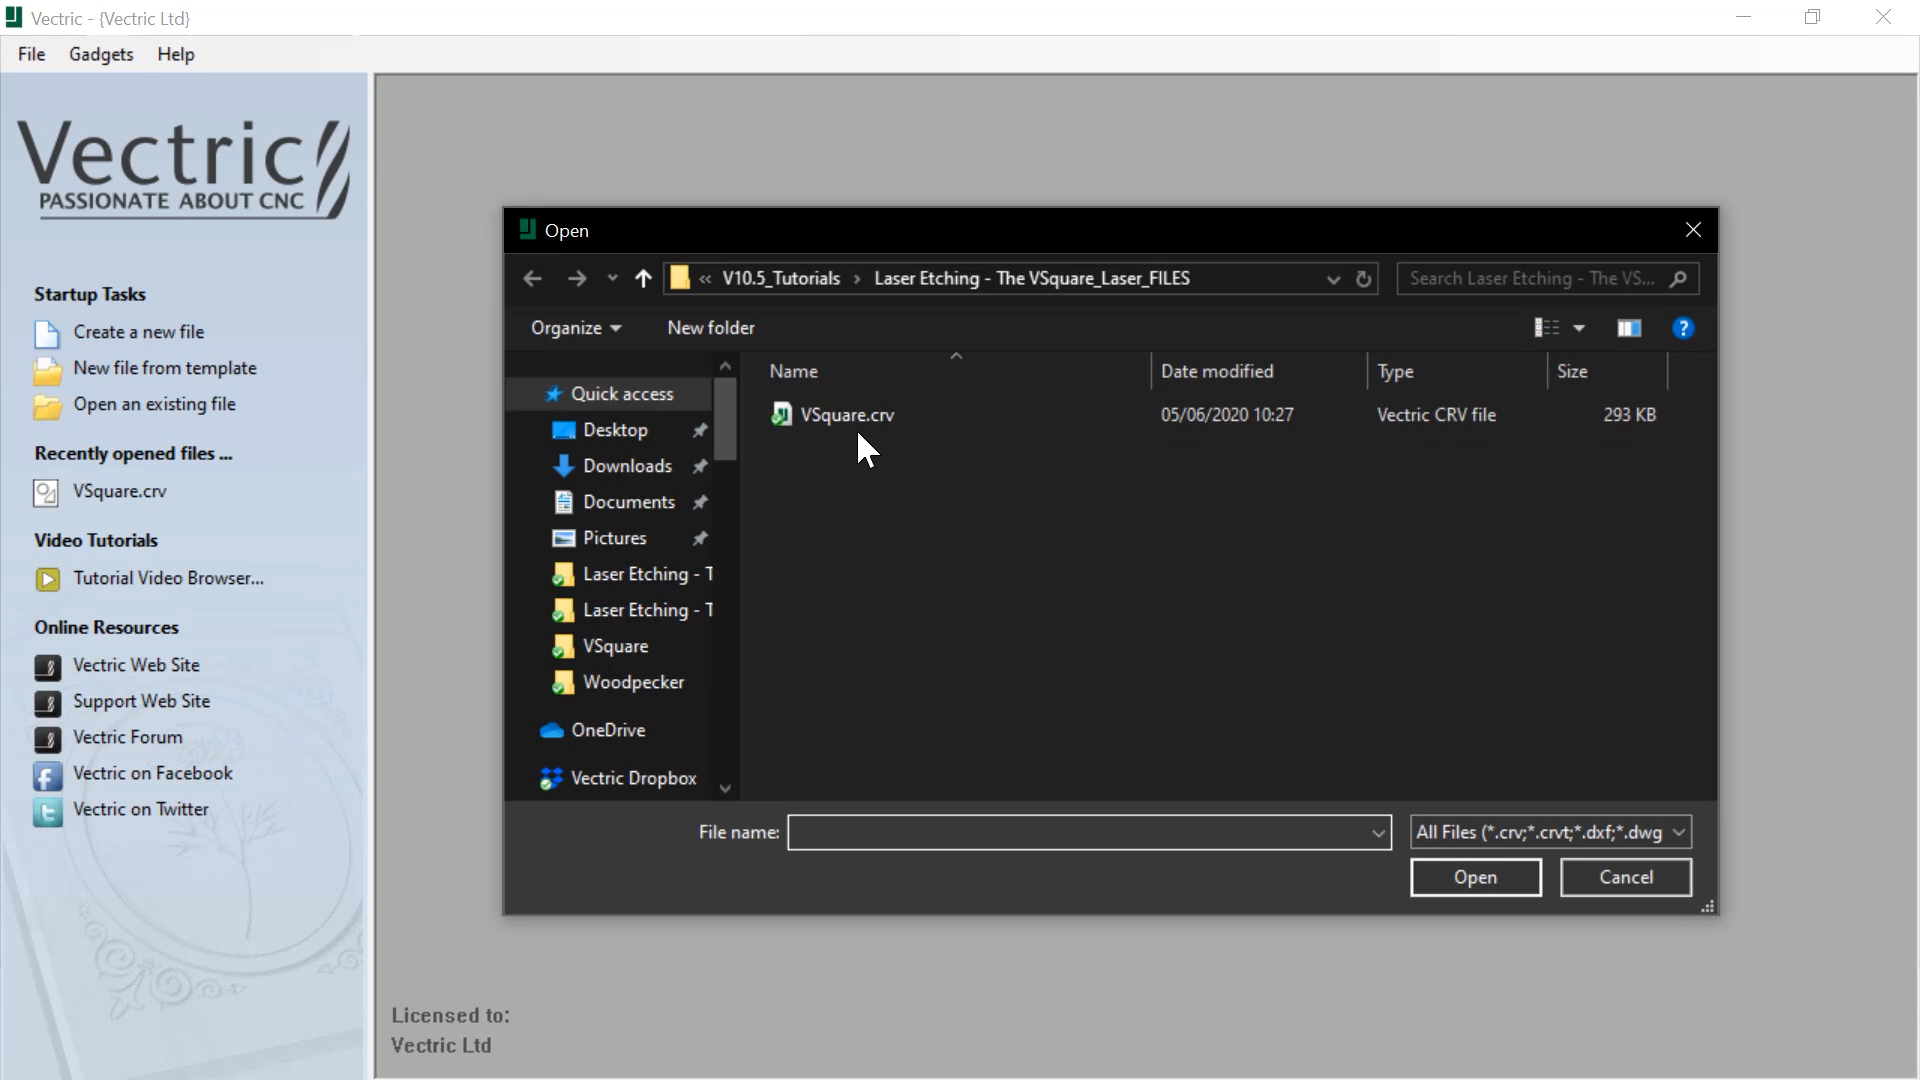 Vectric - {Vectric Ltd}
File Gadgets Help
Vectric
PASSIONATE ABOUT CNC
Startup Tasks
Create a new file
New file from template
Open an existing file
Recently opened files ...
VSquare.crv
Video Tutorials
Tutorial Video Browser...
Online Resources
Vectric Web Site
Support Web Site
Vectric Forum
Vectric on Facebook
Vectric on Twitter
Open
« V10.5_Tutorials > Laser Etching - The VSquare_Laser_FILES
Search Laser Etching - The VS...
Organize New folder
Quick access
Desktop
Downloads
Documents
Pictures
Laser Etching - T
Laser Etching - T
VSquare
Woodpecker
OneDrive
Vectric Dropbox
Name Date modified Type Size
VSquare.crv 05/06/2020 10:27 Vectric CRV file 293 KB
File name:
All Files (*.crv;*.crvt;*.dxf;*.dwg
Open Cancel
Licensed to:
Vectric Ltd